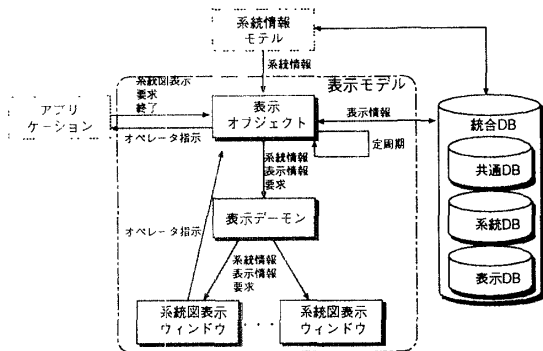 系統情報
モデル
系統情報
表示モデル
系統図表示
要求
終了
アプリ
ケーション
表示
オブジェクト
表示情報
オペレータ指示
定周期
統合DB
共通DB
系統DB
表示DB
系統情報
表示情報
要求
表示デーモン
オペレータ指示
系統情報
表示情報
要求
系統図表示
ウィンドウ
・・・
系統図表示
ウィンドウ